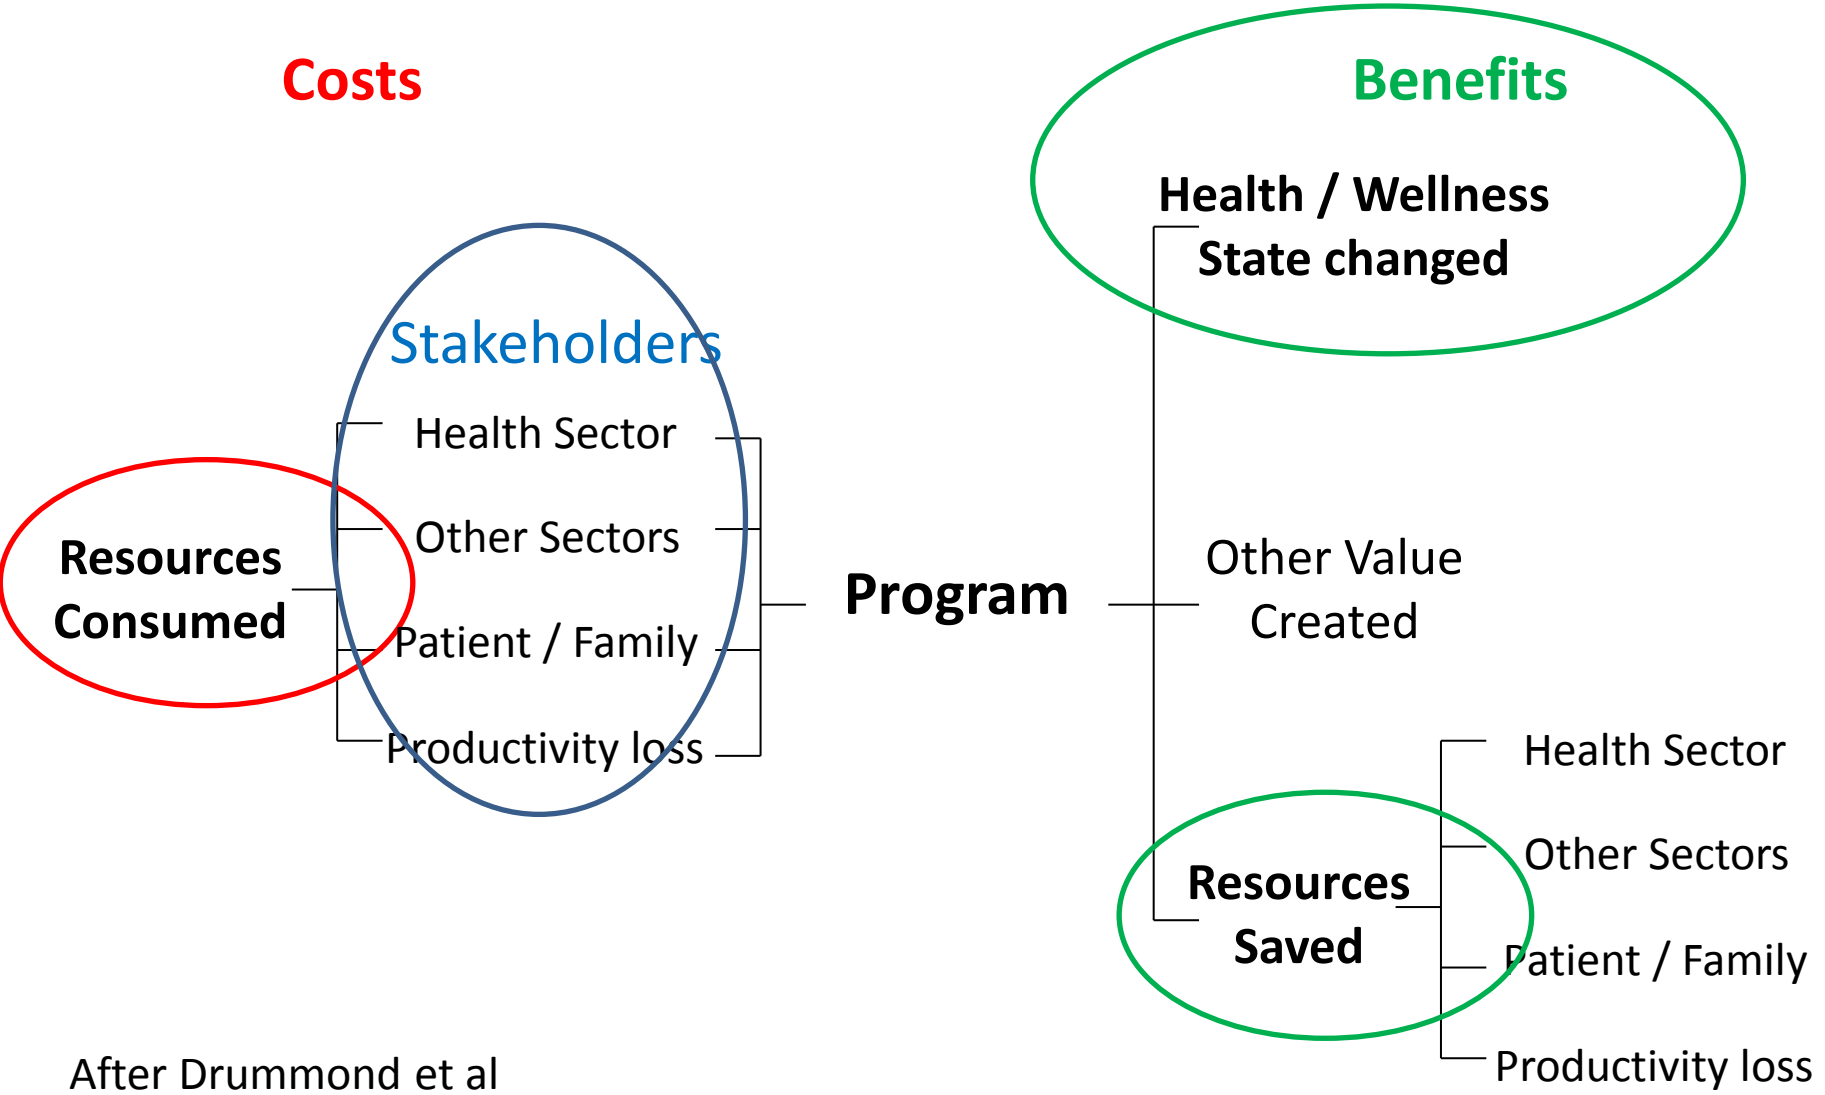 Costs
Benefits
Health / Wellness
State changed
Stakeholders
Health Sector
Other Sectors
Patient / Family
Productivity loss
Resources
Consumed
Program
Other Value
Created
Resources
Saved
Health Sector
Other Sectors
Patient / Family
Productivity loss
After Drummond et al